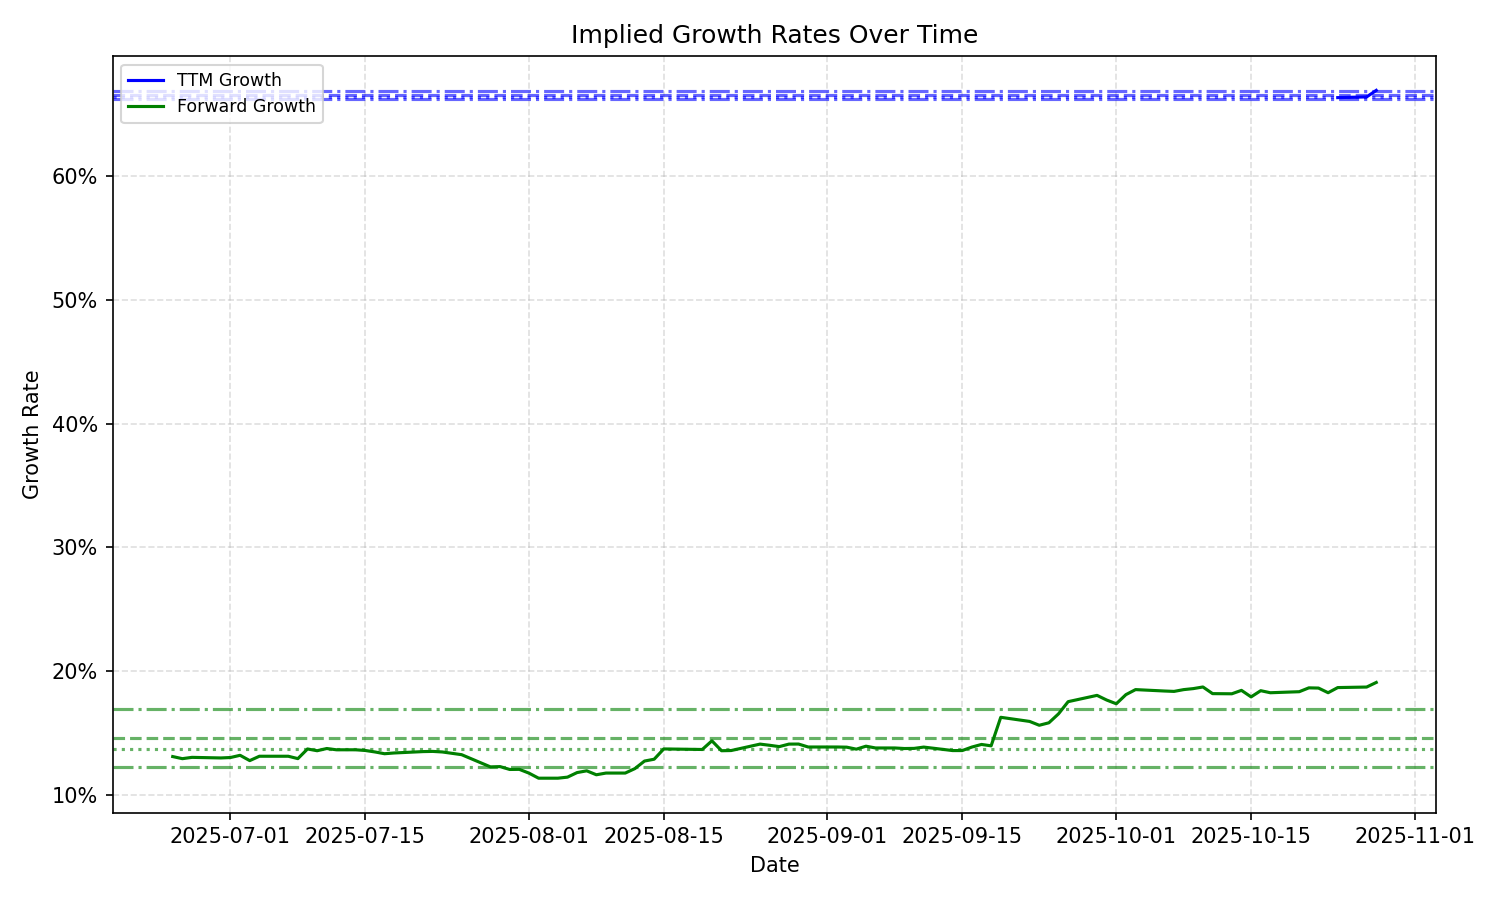 Implied Growth Rates Over Time
TTM Growth
Forward Growth
Growth Rate
60%
50%
40%
30%
20%
10%
2025-07-01 2025-07-15 2025-08-01 2025-08-15 2025-09-01 2025-09-15 2025-10-01 2025-10-15 2025-11-01
Date